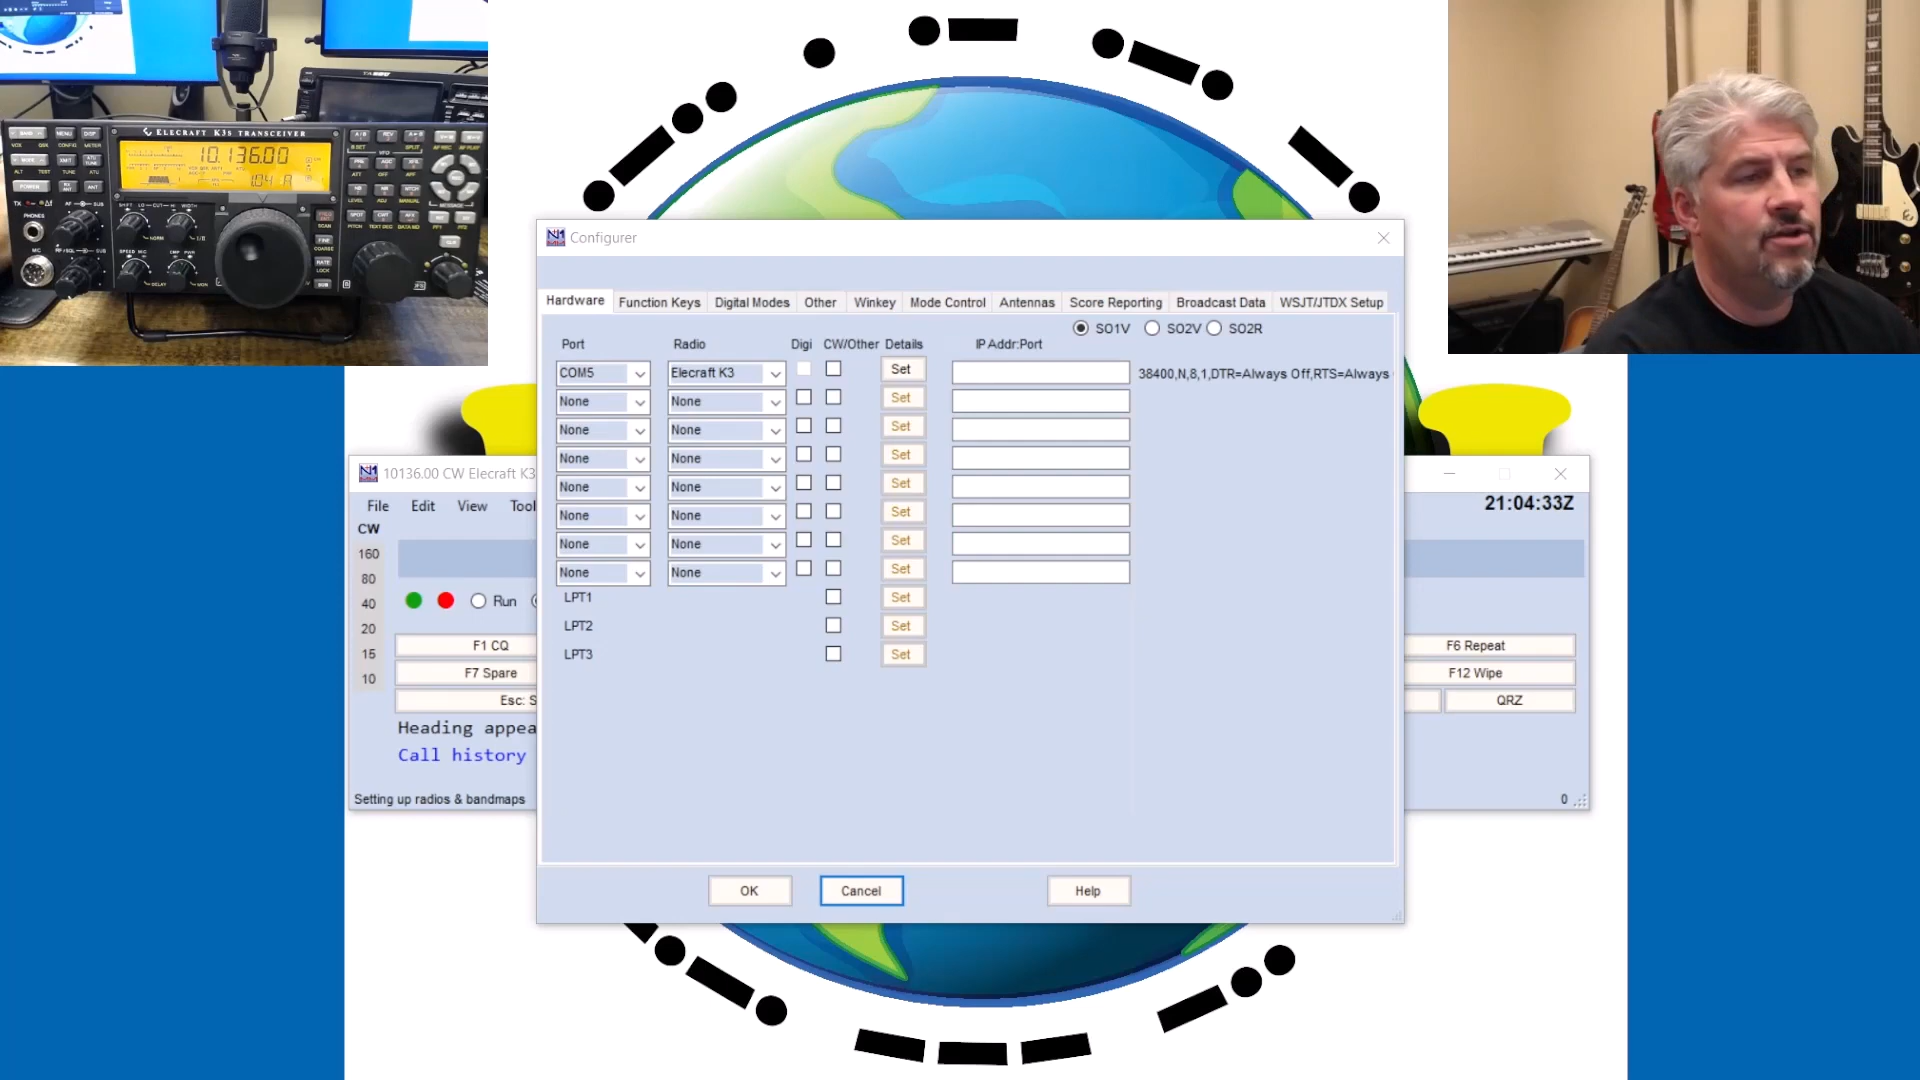 ELECRAFT K3S TRANSCEIVER
10.136.00
POWER
PHONES
MIC
Configurer
Hardware Function Keys Digital Modes Other Winkey Mode Control Antennas Score Reporting Broadcast Data WSJT/JTDX Setup
SO1V SO2V SO2R
Port Radio Digi CW/Other Details IP Addr:Port
COM5 Elecraft K3 Set 38400,N,8,1,DTR=Always Off,RTS=Always
None None Set
None None Set
None None Set
None None Set
None None Set
None None Set
None None Set
LPT1 Set
LPT2 Set
LPT3 Set
OK Cancel Help
10136.00 CW Elecraft K3
File Edit View Tool
21:04:33Z
CW
160
80
40
20
15
10
Run
F1 CQ
F6 Repeat
F7 Spare
F12 Wipe
Esc: S
QRZ
Heading appea
Call history
Setting up radios & bandmaps
0